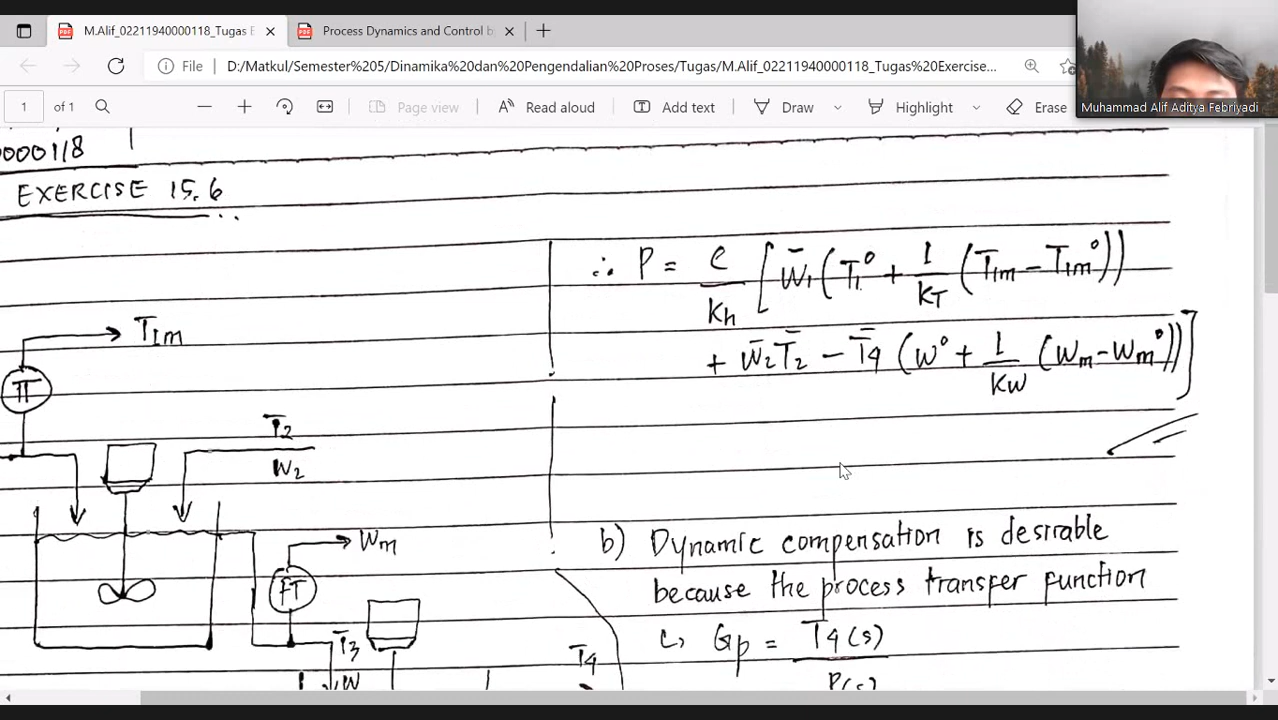 M.Alif_02211940000118_Tugas E
Process Dynamics and Control b
File
D:/Matkul/Semester%205/Dinamika%20dan%20Pengendalian%20Proses/Tugas/M.Alif_02211940000118_Tugas%20Exercise...
1 of 1
Page view
Read aloud
Add text
Draw
Highlight
Erase
Muhammad Alif Aditya Febriyadi
0000118
EXERCISE 15.6
∴ P = C/Kh [ W̄1 (T1° + 1/KT (T1m – T1m°))
+ W̄2 T̄2 – T̄4 (W° + 1/KW (Wm – Wm°)) ]
T1m
TT
T̄2
W2
Wm
FT
T̄3
W
T4
b) Dynamic compensation is desirable
because the process transfer function
Gp = T4(s)
P(s)